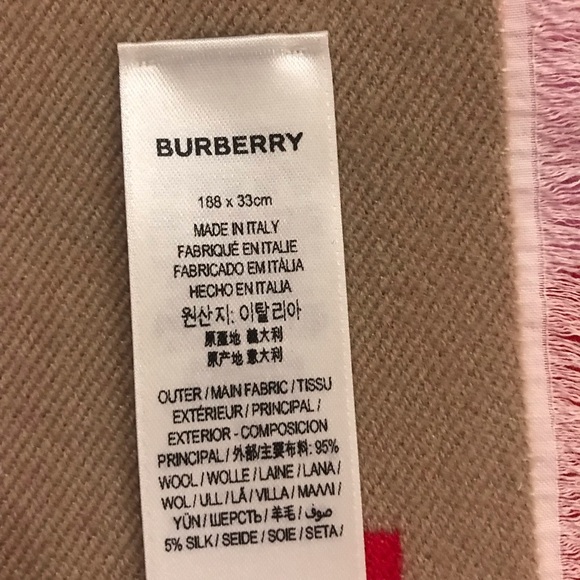 BURBERRY
188 x 33cm
MADE IN ITALY
FABRIQUÉ EN ITALIE
FABRICADO EM ITÁLIA
HECHO EN ITALIA
원산지: 이탈리아
原產地 義大利
原产地 意大利
OUTER / MAIN FABRIC / TISSU
EXTÉRIEUR / PRINCIPAL /
EXTERIOR - COMPOSICION
PRINCIPAL / 外部/主要布料: 95%
WOOL / WOLLE / LAINE / LANA /
WOL / ULL / LÃ / VILLA / ΜΑΛΛΙ /
YÜN / ШЕРСТЬ / 羊毛 / صوف /
5% SILK / SEIDE / SOIE / SETA /